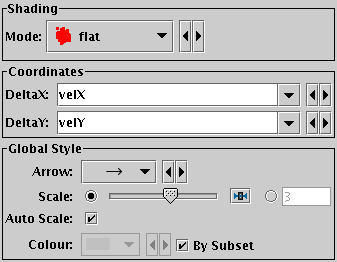 Shading
Mode: flat
Coordinates
DeltaX: velX
DeltaY: velY
Global Style
Arrow:
Scale: 3
Auto Scale:
Colour: By Subset